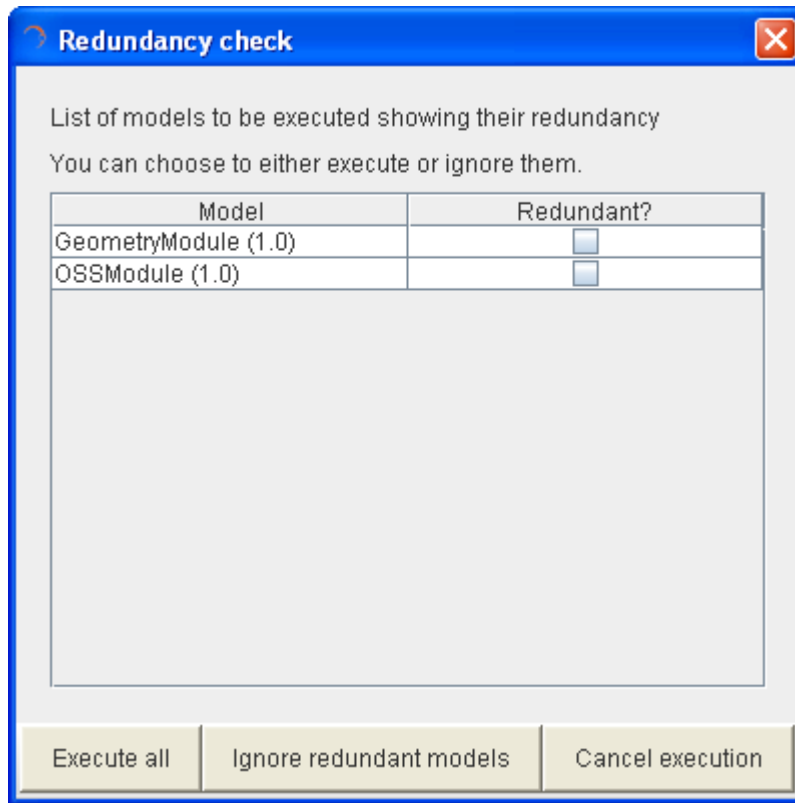 Redundancy check
List of models to be executed showing their redundancy
You can choose to either execute or ignore them.
Model Redundant?
GeometryModule (1.0)
OSSModule (1.0)
Execute all Ignore redundant models Cancel execution